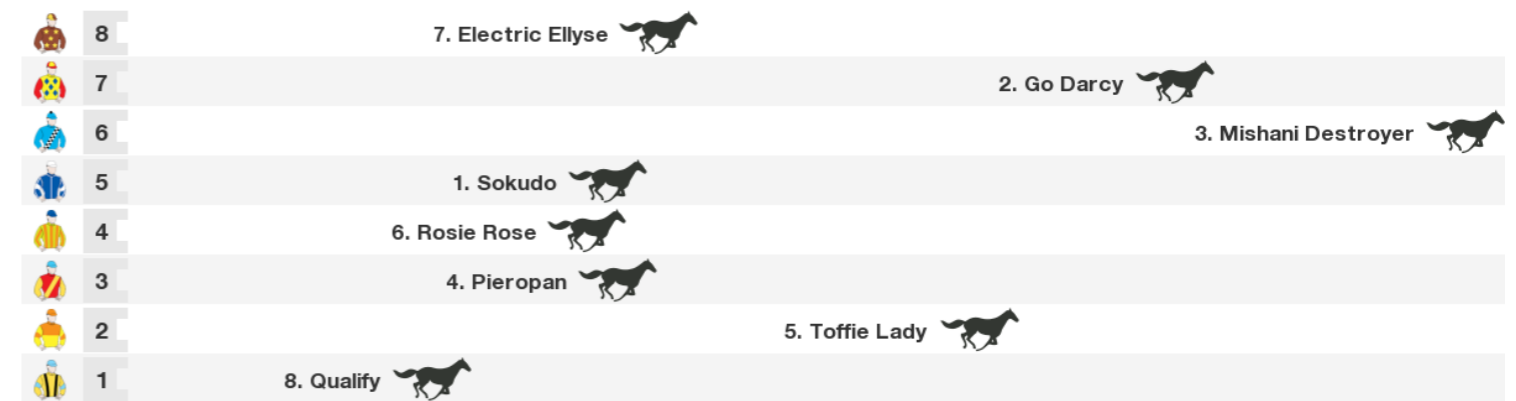 8 7. Electric Ellyse
7 2. Go Darcy
6 3. Mishani Destroyer
5 1. Sokudo
4 6. Rosie Rose
3 4. Pieropan
2 5. Toffie Lady
1 8. Qualify